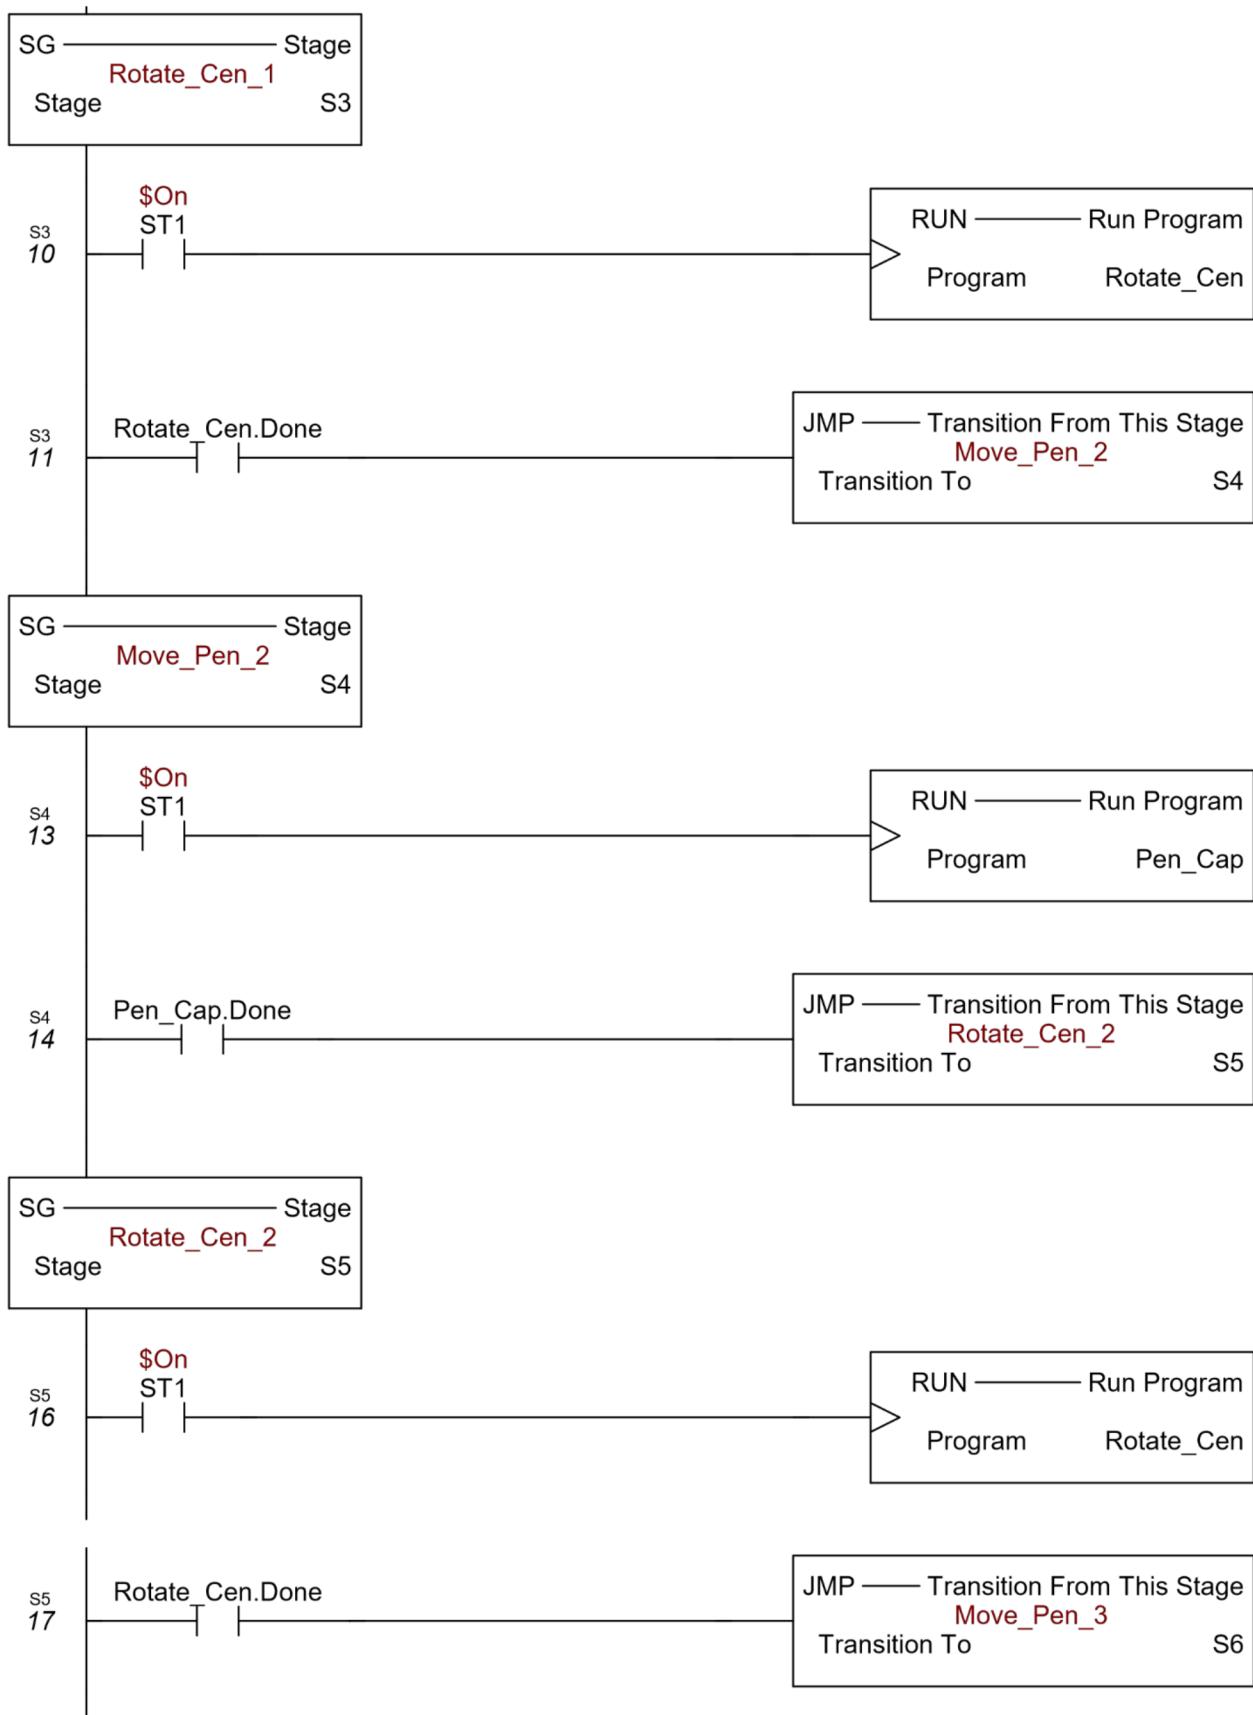 SG Stage
Rotate_Cen_1
Stage S3
$On
ST1
S3
10
RUN Run Program
Program Rotate_Cen
S3
11
Rotate_Cen.Done
JMP Transition From This Stage
Move_Pen_2
Transition To S4
SG Stage
Move_Pen_2
Stage S4
$On
ST1
S4
13
RUN Run Program
Program Pen_Cap
S4
14
Pen_Cap.Done
JMP Transition From This Stage
Rotate_Cen_2
Transition To S5
SG Stage
Rotate_Cen_2
Stage S5
$On
ST1
S5
16
RUN Run Program
Program Rotate_Cen
S5
17
Rotate_Cen.Done
JMP Transition From This Stage
Move_Pen_3
Transition To S6